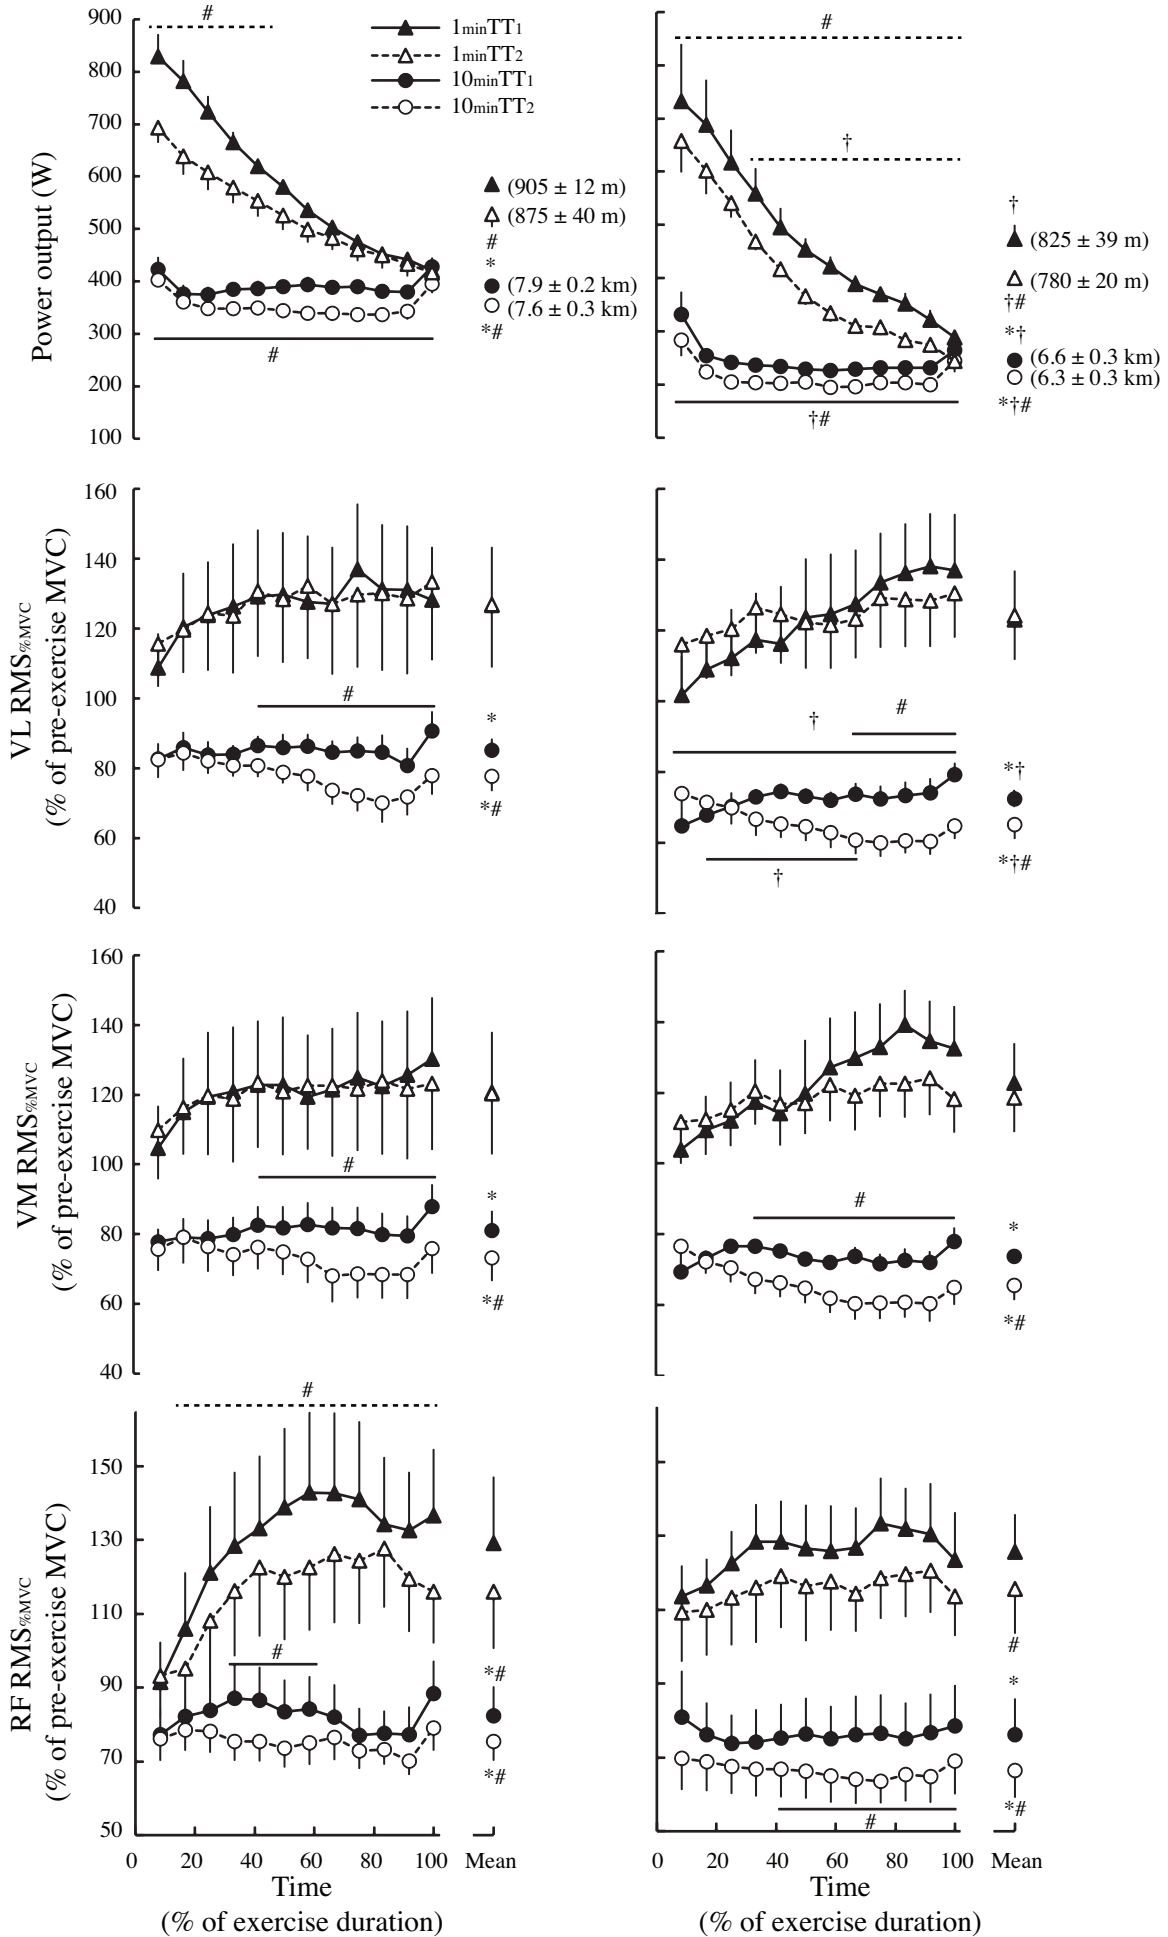 900
800
700
600
500
400
300
200
100
Power output (W)
#
1minTT1
1minTT2
10minTT1
10minTT2
(905 ± 12 m)
(875 ± 40 m)
#
*
(7.9 ± 0.2 km)
(7.6 ± 0.3 km)
*#
#
#
†
†
(825 ± 39 m)
(780 ± 20 m)
†#
*†
(6.6 ± 0.3 km)
(6.3 ± 0.3 km)
*†#
†#
160
140
120
100
80
60
40
VL RMS%MVC
(% of pre-exercise MVC)
#
*
*#
#
†
*†
*†#
†
160
140
120
100
80
60
40
VM RMS%MVC
(% of pre-exercise MVC)
#
*
*#
#
*
*#
150
130
110
90
70
50
RF RMS%MVC
(% of pre-exercise MVC)
#
#
*#
*#
#
*
*#
#
0 20 40 60 80 100 Mean
Time
(% of exercise duration)
0 20 40 60 80 100 Mean
Time
(% of exercise duration)